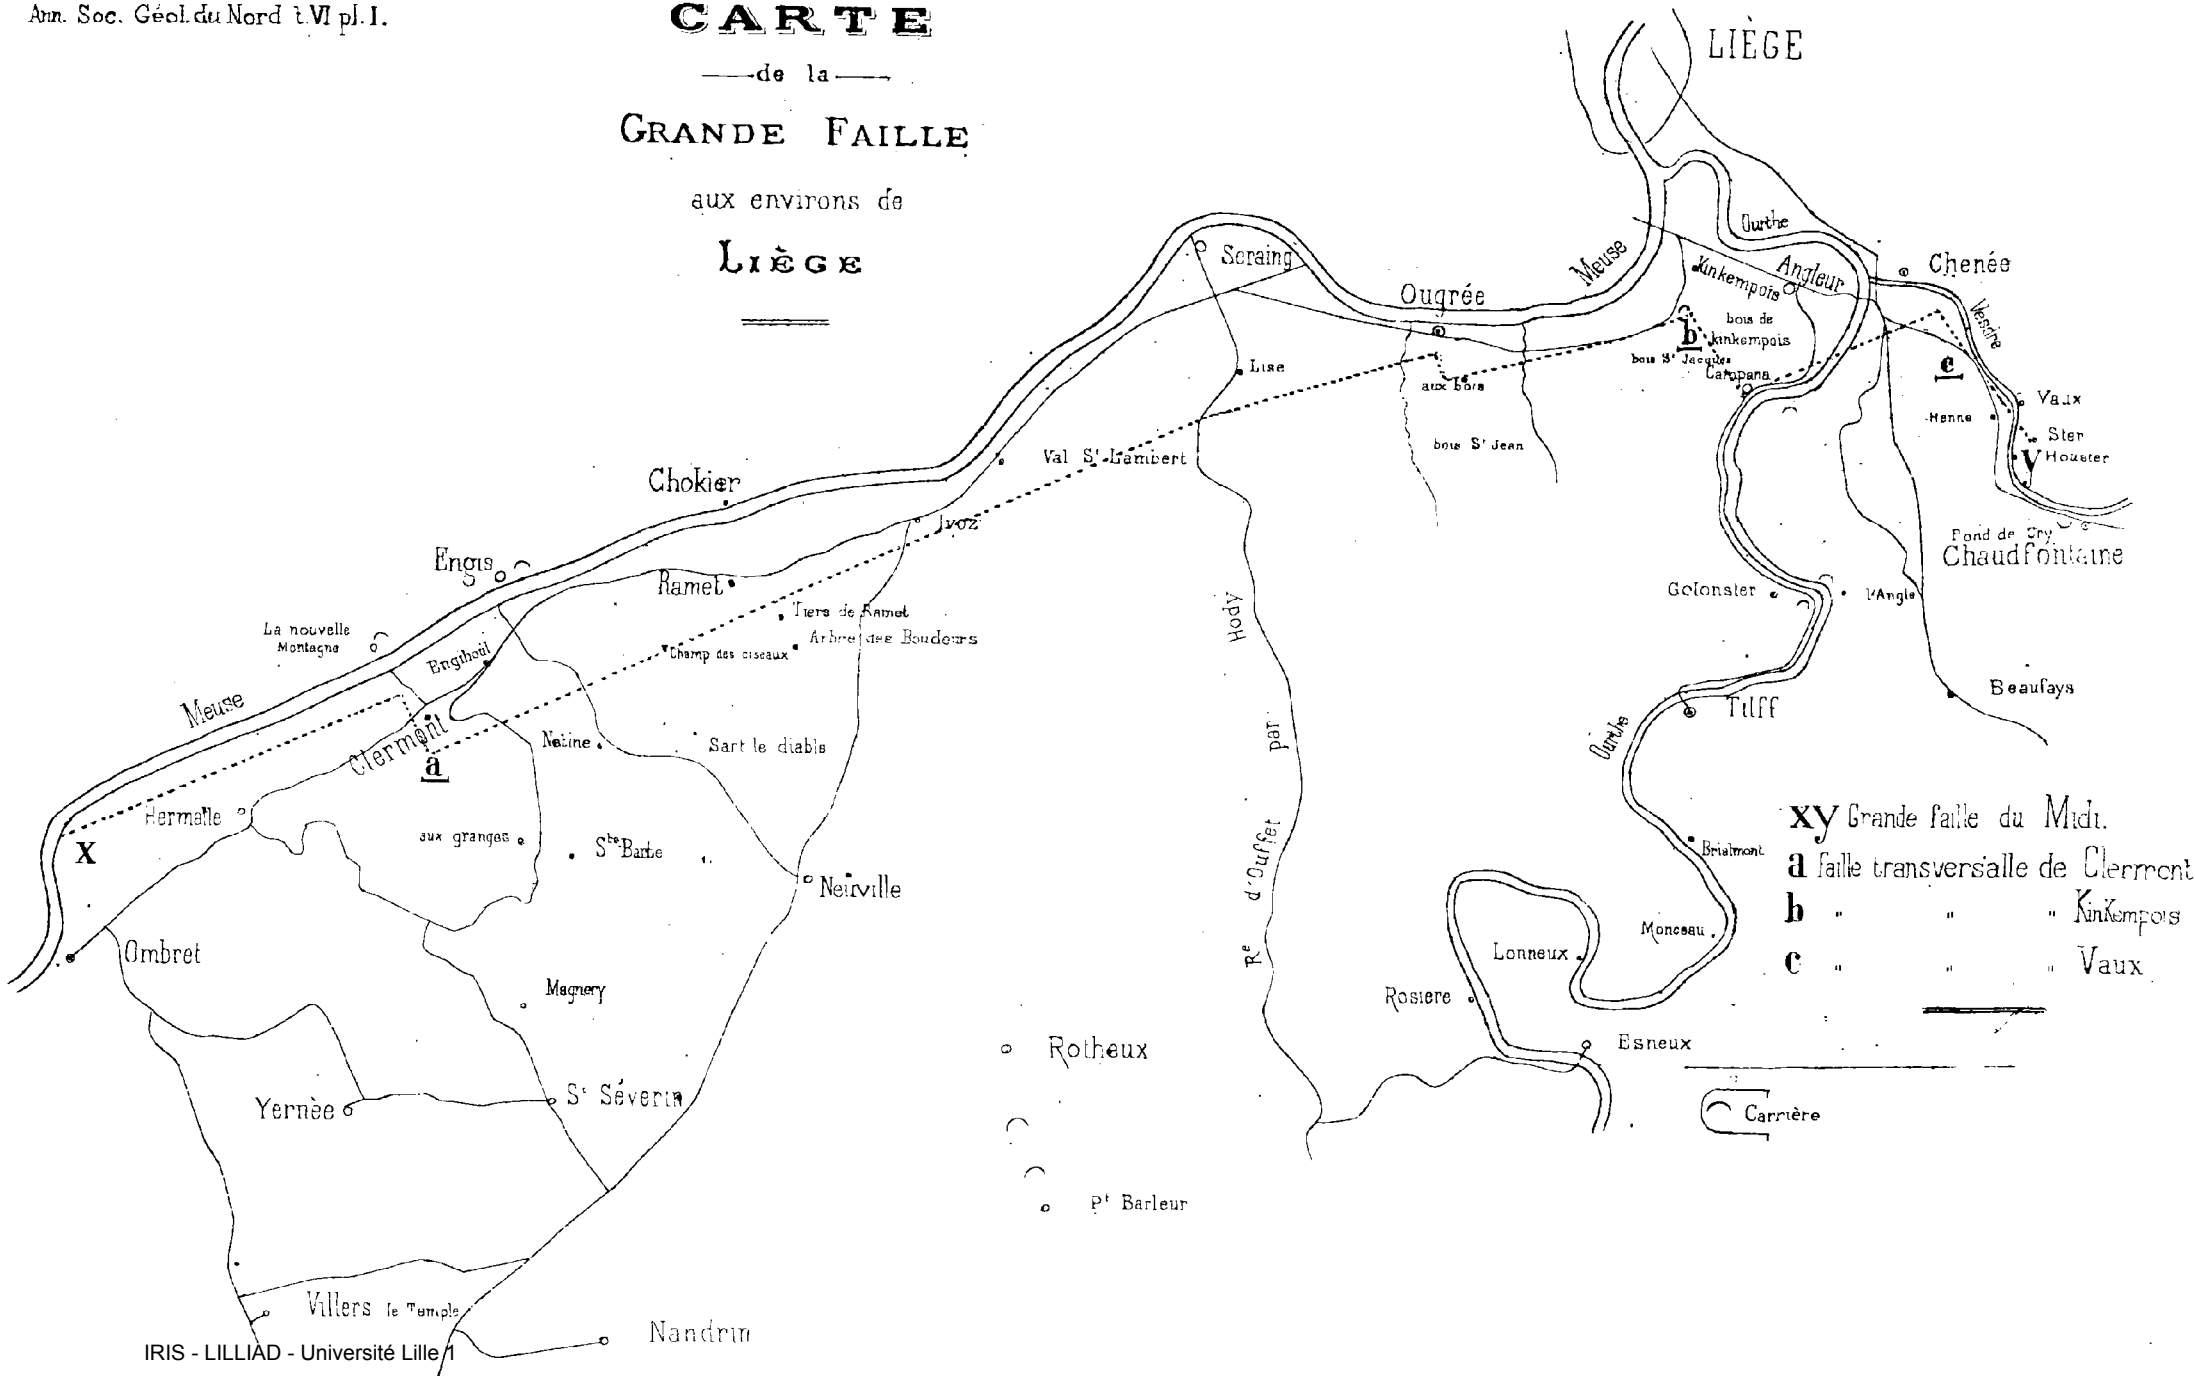 Ann. Soc. Géol. du Nord t. VI pl. I.
CARTE
de la
GRANDE FAILLE
aux environs de
LIÈGE
LIÈGE
Ourthe
Meuse
Seraing
Ougrée
Kinkempois
Angleur
Chenée
Vesdre
bois de
kinkempois
b
bois St Jacques
Campana
c
Lise
aux bois
bois St Jean
Henne
Vaux
Ster
Houster
y
Val St Lambert
Chokier
Ivoz
Engis
Ramet
Fond de Cry
Chaudfontaine
Colonster
l'Angle
Tiers de Ramet
Arbre des Boudeurs
Champ des oiseaux
La nouvelle
Montagne
Engihoul
Meuse
Clermont
a
Netine
Sart le diable
Hermalle
x
aux granges
Ste Barbe
Neuville
Ombret
Magnery
Yernèe
St Séverin
Villers le Temple
Nandrin
Rotheux
Pt Barleur
Re d'Ouffet par Hody
Beaufays
Tilff
Ourthe
Brialmont
Monceau
Lonneux
Rosiere
Esneux
xy Grande faille du Midi.
a faille transversalle de Clermont
b " " " Kinkempois
c " " " Vaux
Carrière
IRIS - LILLIAD - Université Lille 1